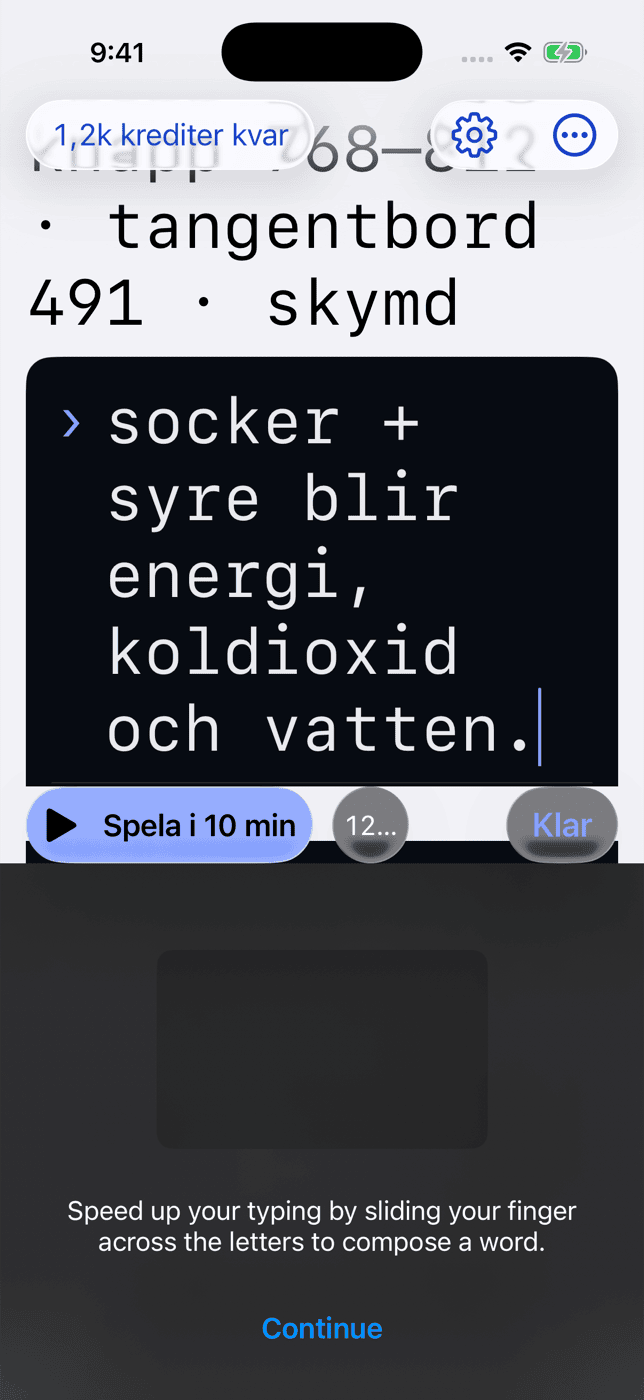 9:41
1,2k krediter kvar
· tangentbord
491 · skymd
› socker +
syre blir
energi,
koldioxid
och vatten.
Spela i 10 min
12...
Klar
Speed up your typing by sliding your finger
across the letters to compose a word.
Continue